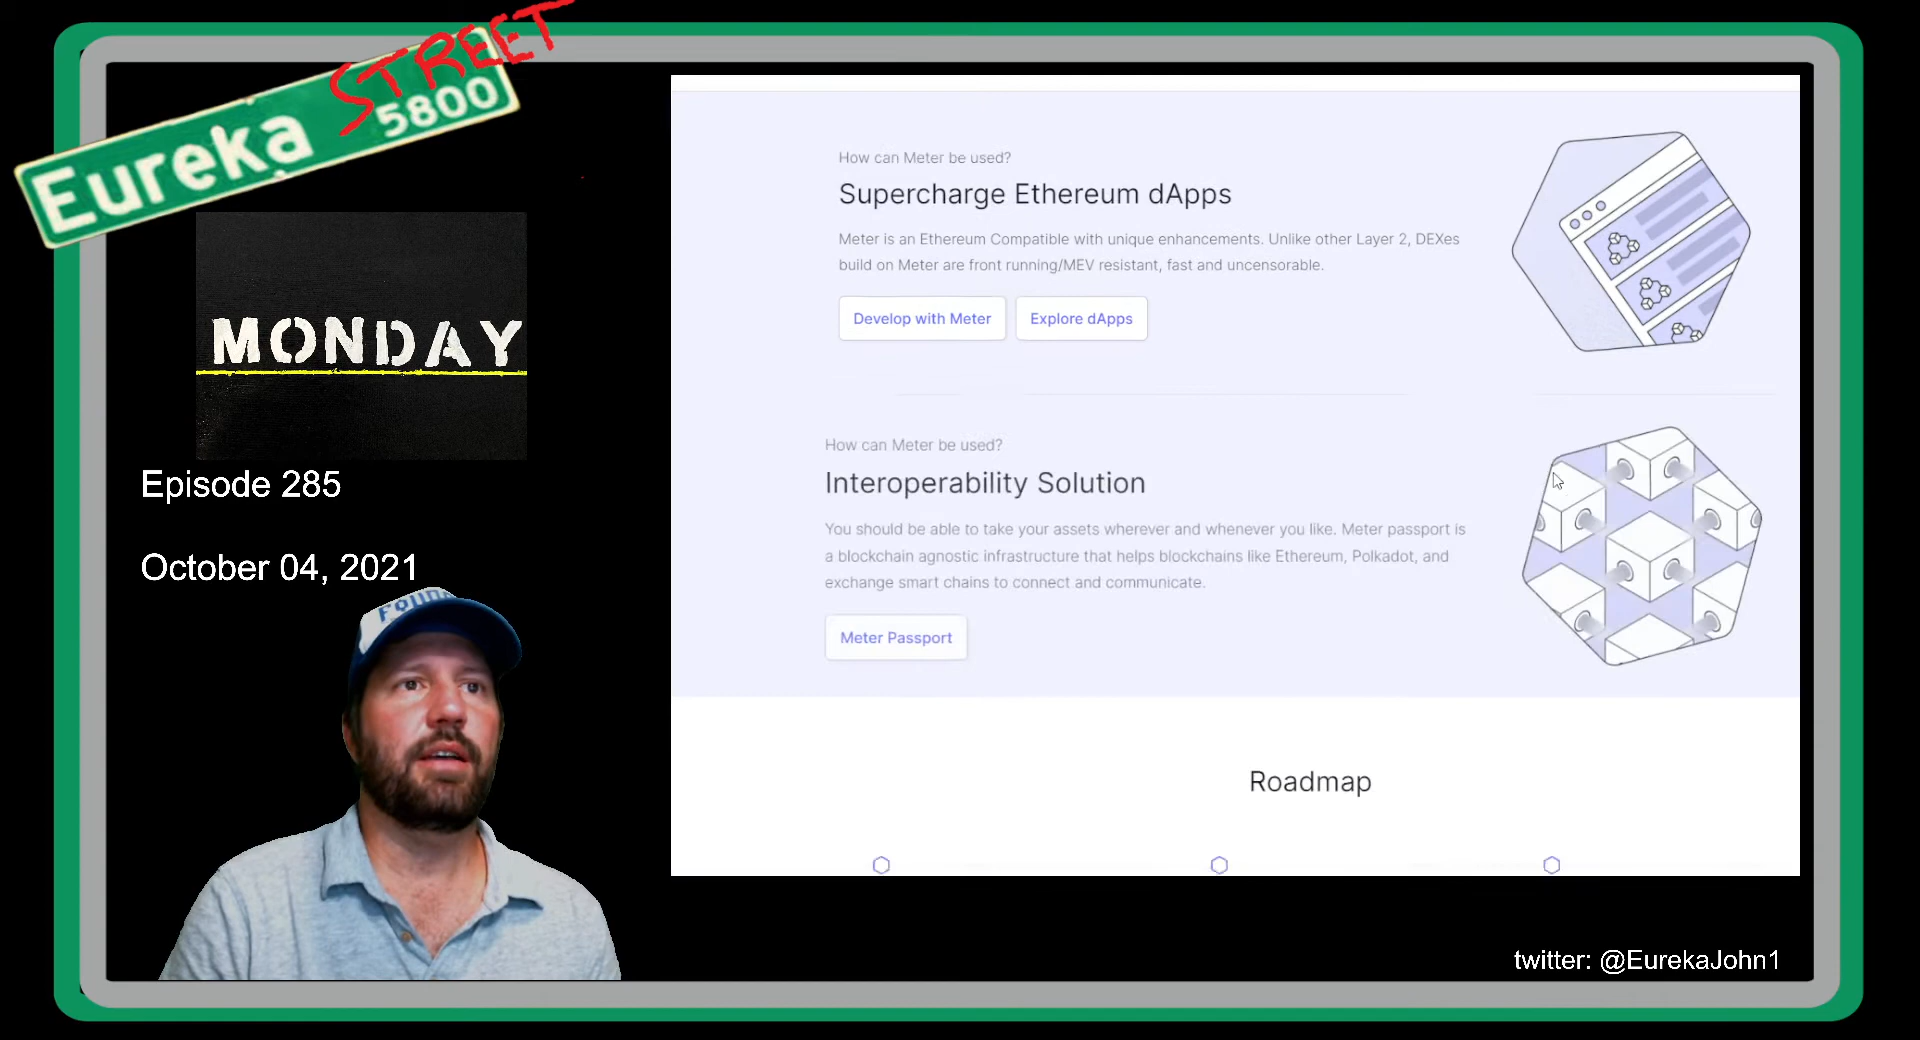 STREET
Eureka 5800
MONDAY
Episode 285
October 04, 2021
How can Meter be used?
Supercharge Ethereum dApps
Meter is an Ethereum Compatible with unique enhancements. Unlike other Layer 2, DEXes
build on Meter are front running/MEV resistant, fast and uncensorable.
Develop with Meter
Explore dApps
How can Meter be used?
Interoperability Solution
You should be able to take your assets wherever and whenever you like. Meter passport is
a blockchain agnostic infrastructure that helps blockchains like Ethereum, Polkadot, and
exchange smart chains to connect and communicate.
Meter Passport
Roadmap
twitter: @EurekaJohn1